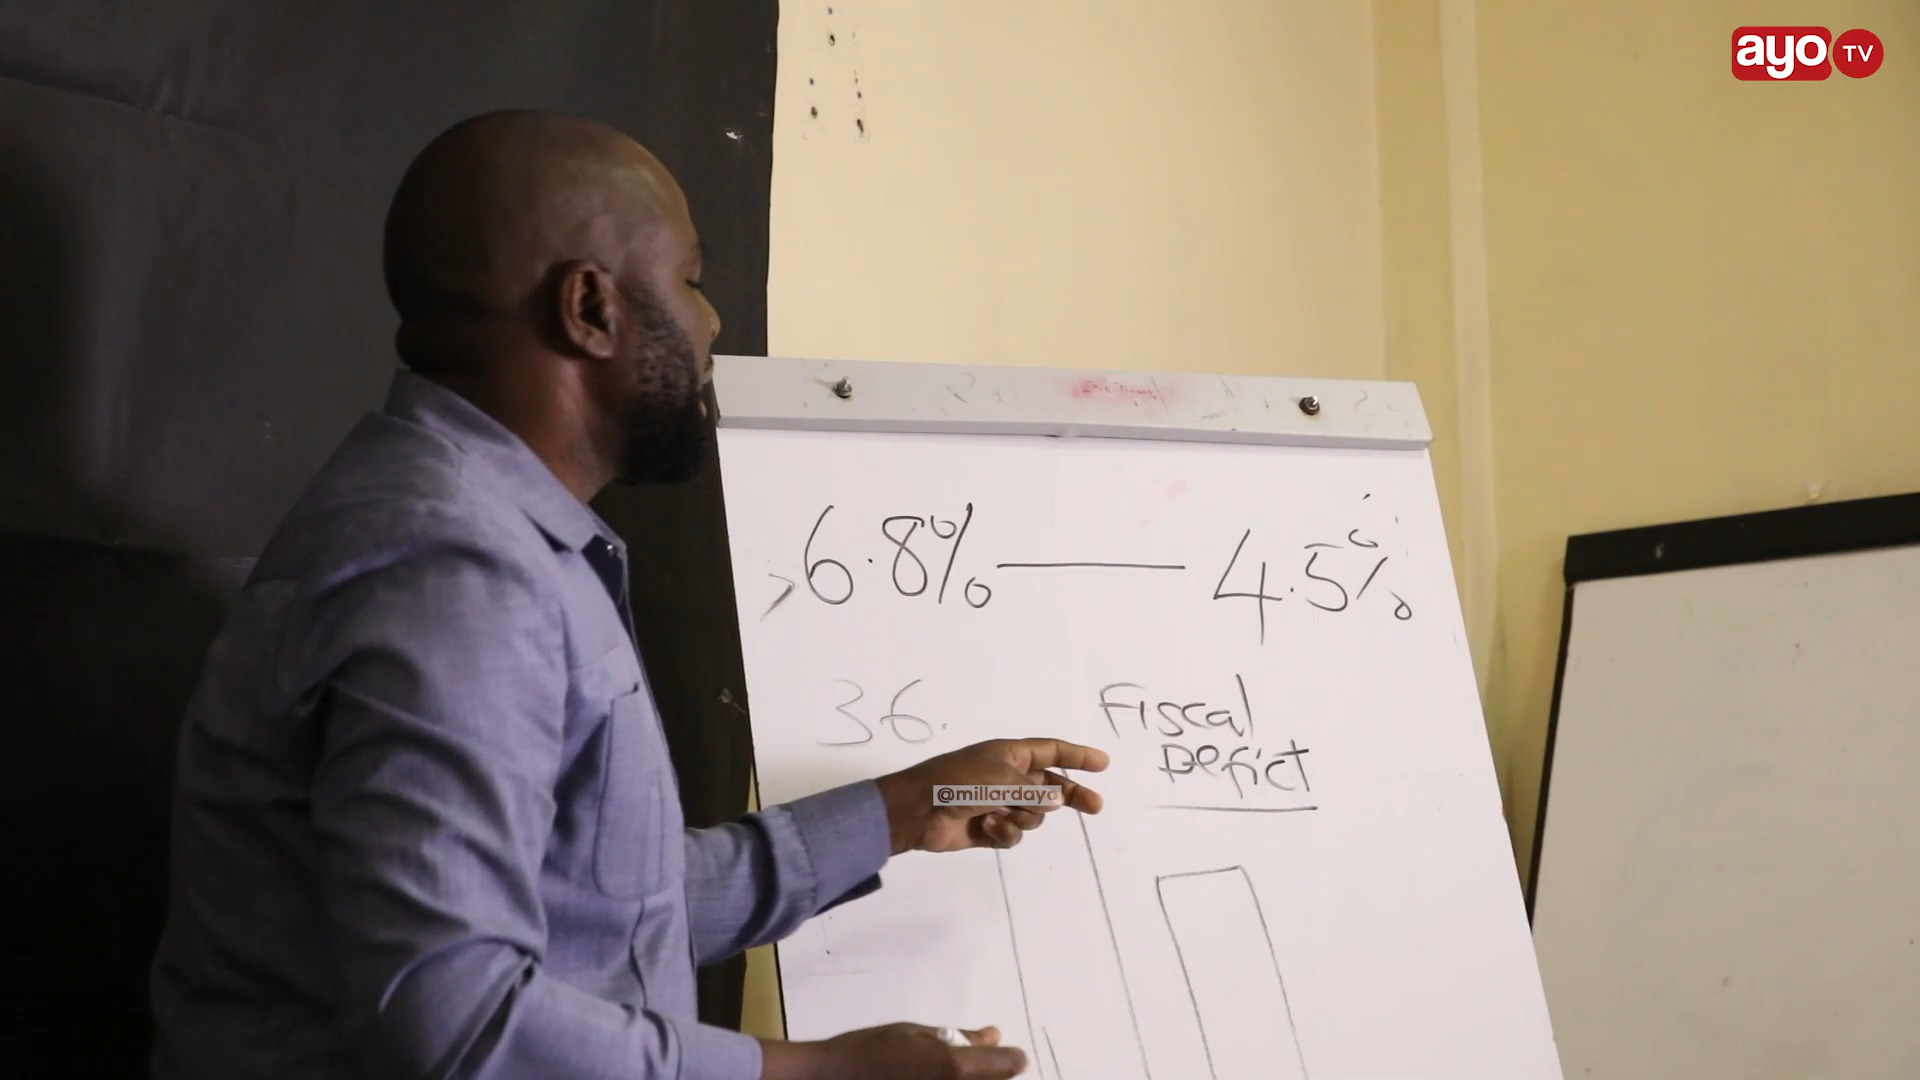 ayo TV
>6.8% — 4.5%
36.
Fiscal
Deficit
@millardayo